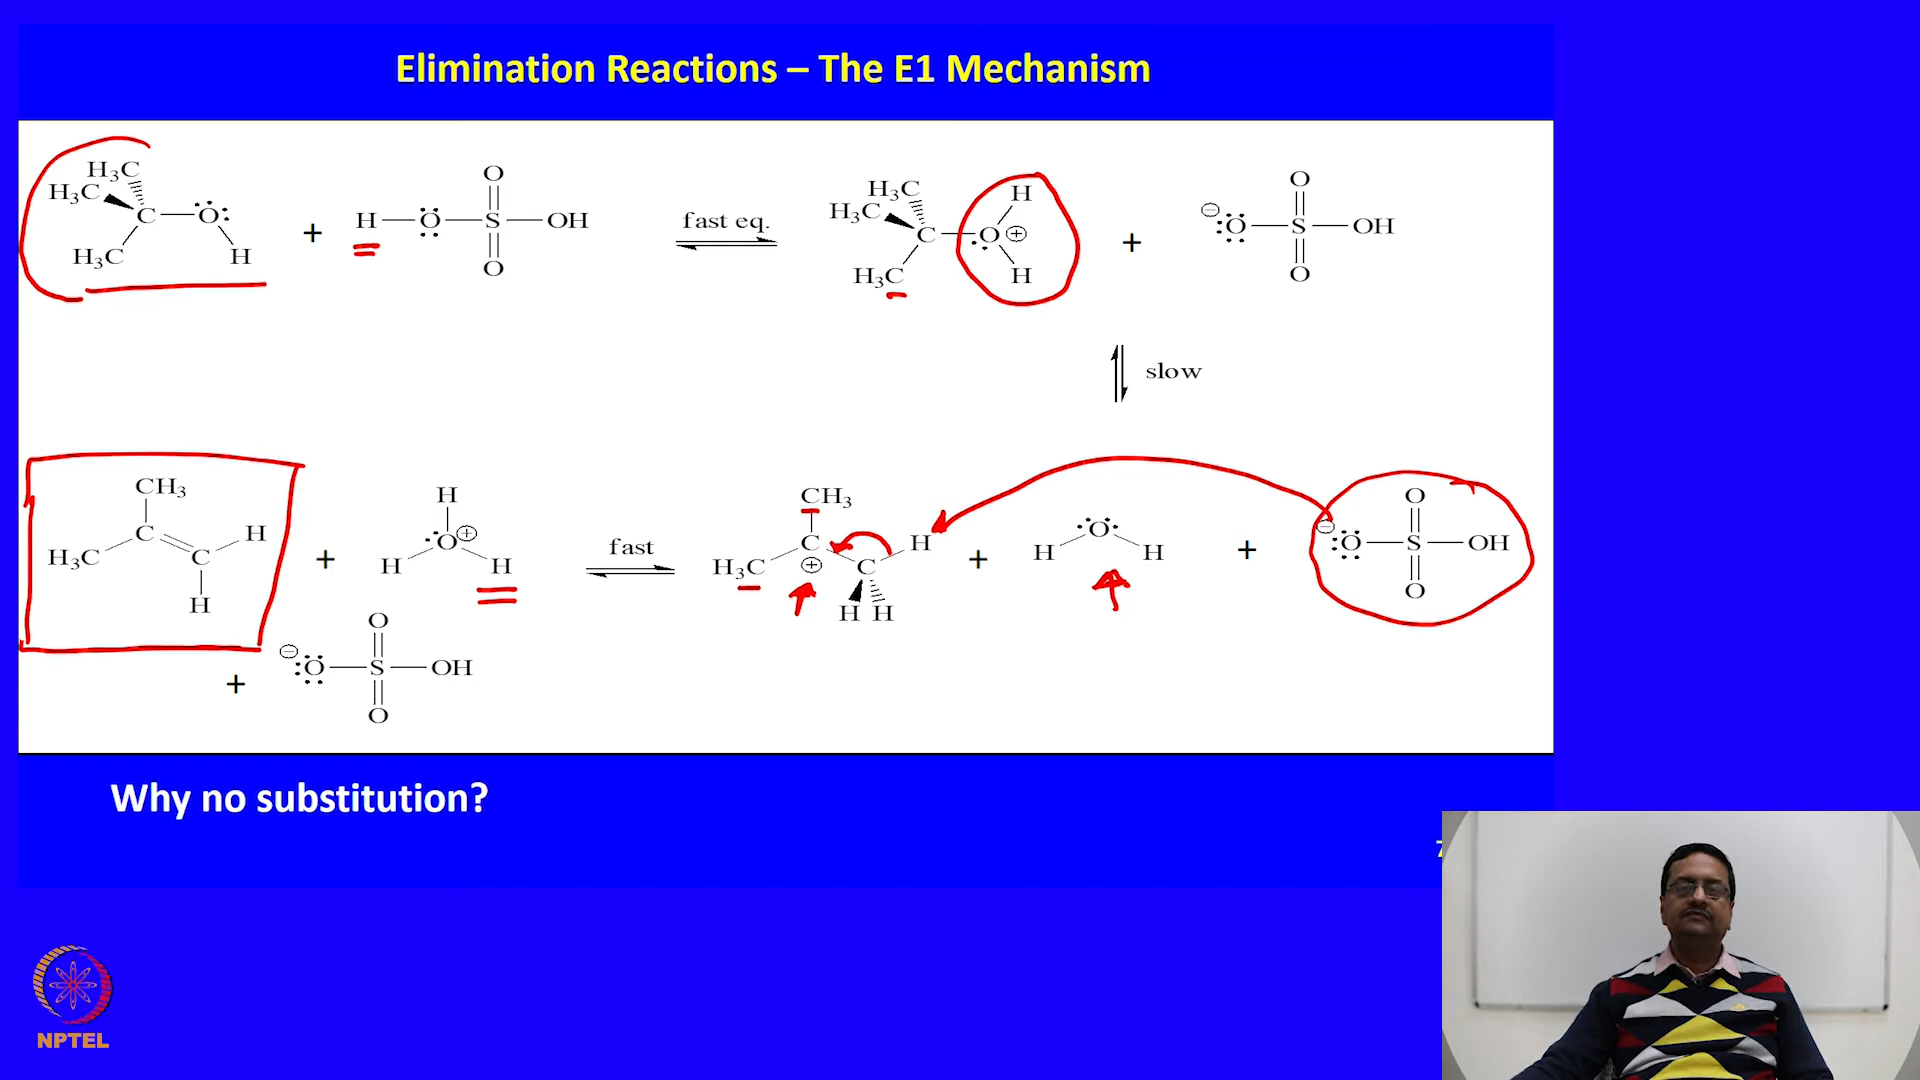 Elimination Reactions – The E1 Mechanism
H₃C
H₃C
C
O
H₃C
H
+
H
O
S
OH
O
O
fast eq.
H₃C
H₃C
C
O
⊕
H
H
H₃C
+
⊖
O
S
OH
O
O
slow
CH₃
C
H₃C
C
H
H
+
H
O
⊕
H
H
fast
CH₃
C
⊕
H₃C
C
H
H H
+
O
H
H
+
⊖
O
S
OH
O
O
+
⊖
O
S
OH
O
O
Why no substitution?
7
NPTEL